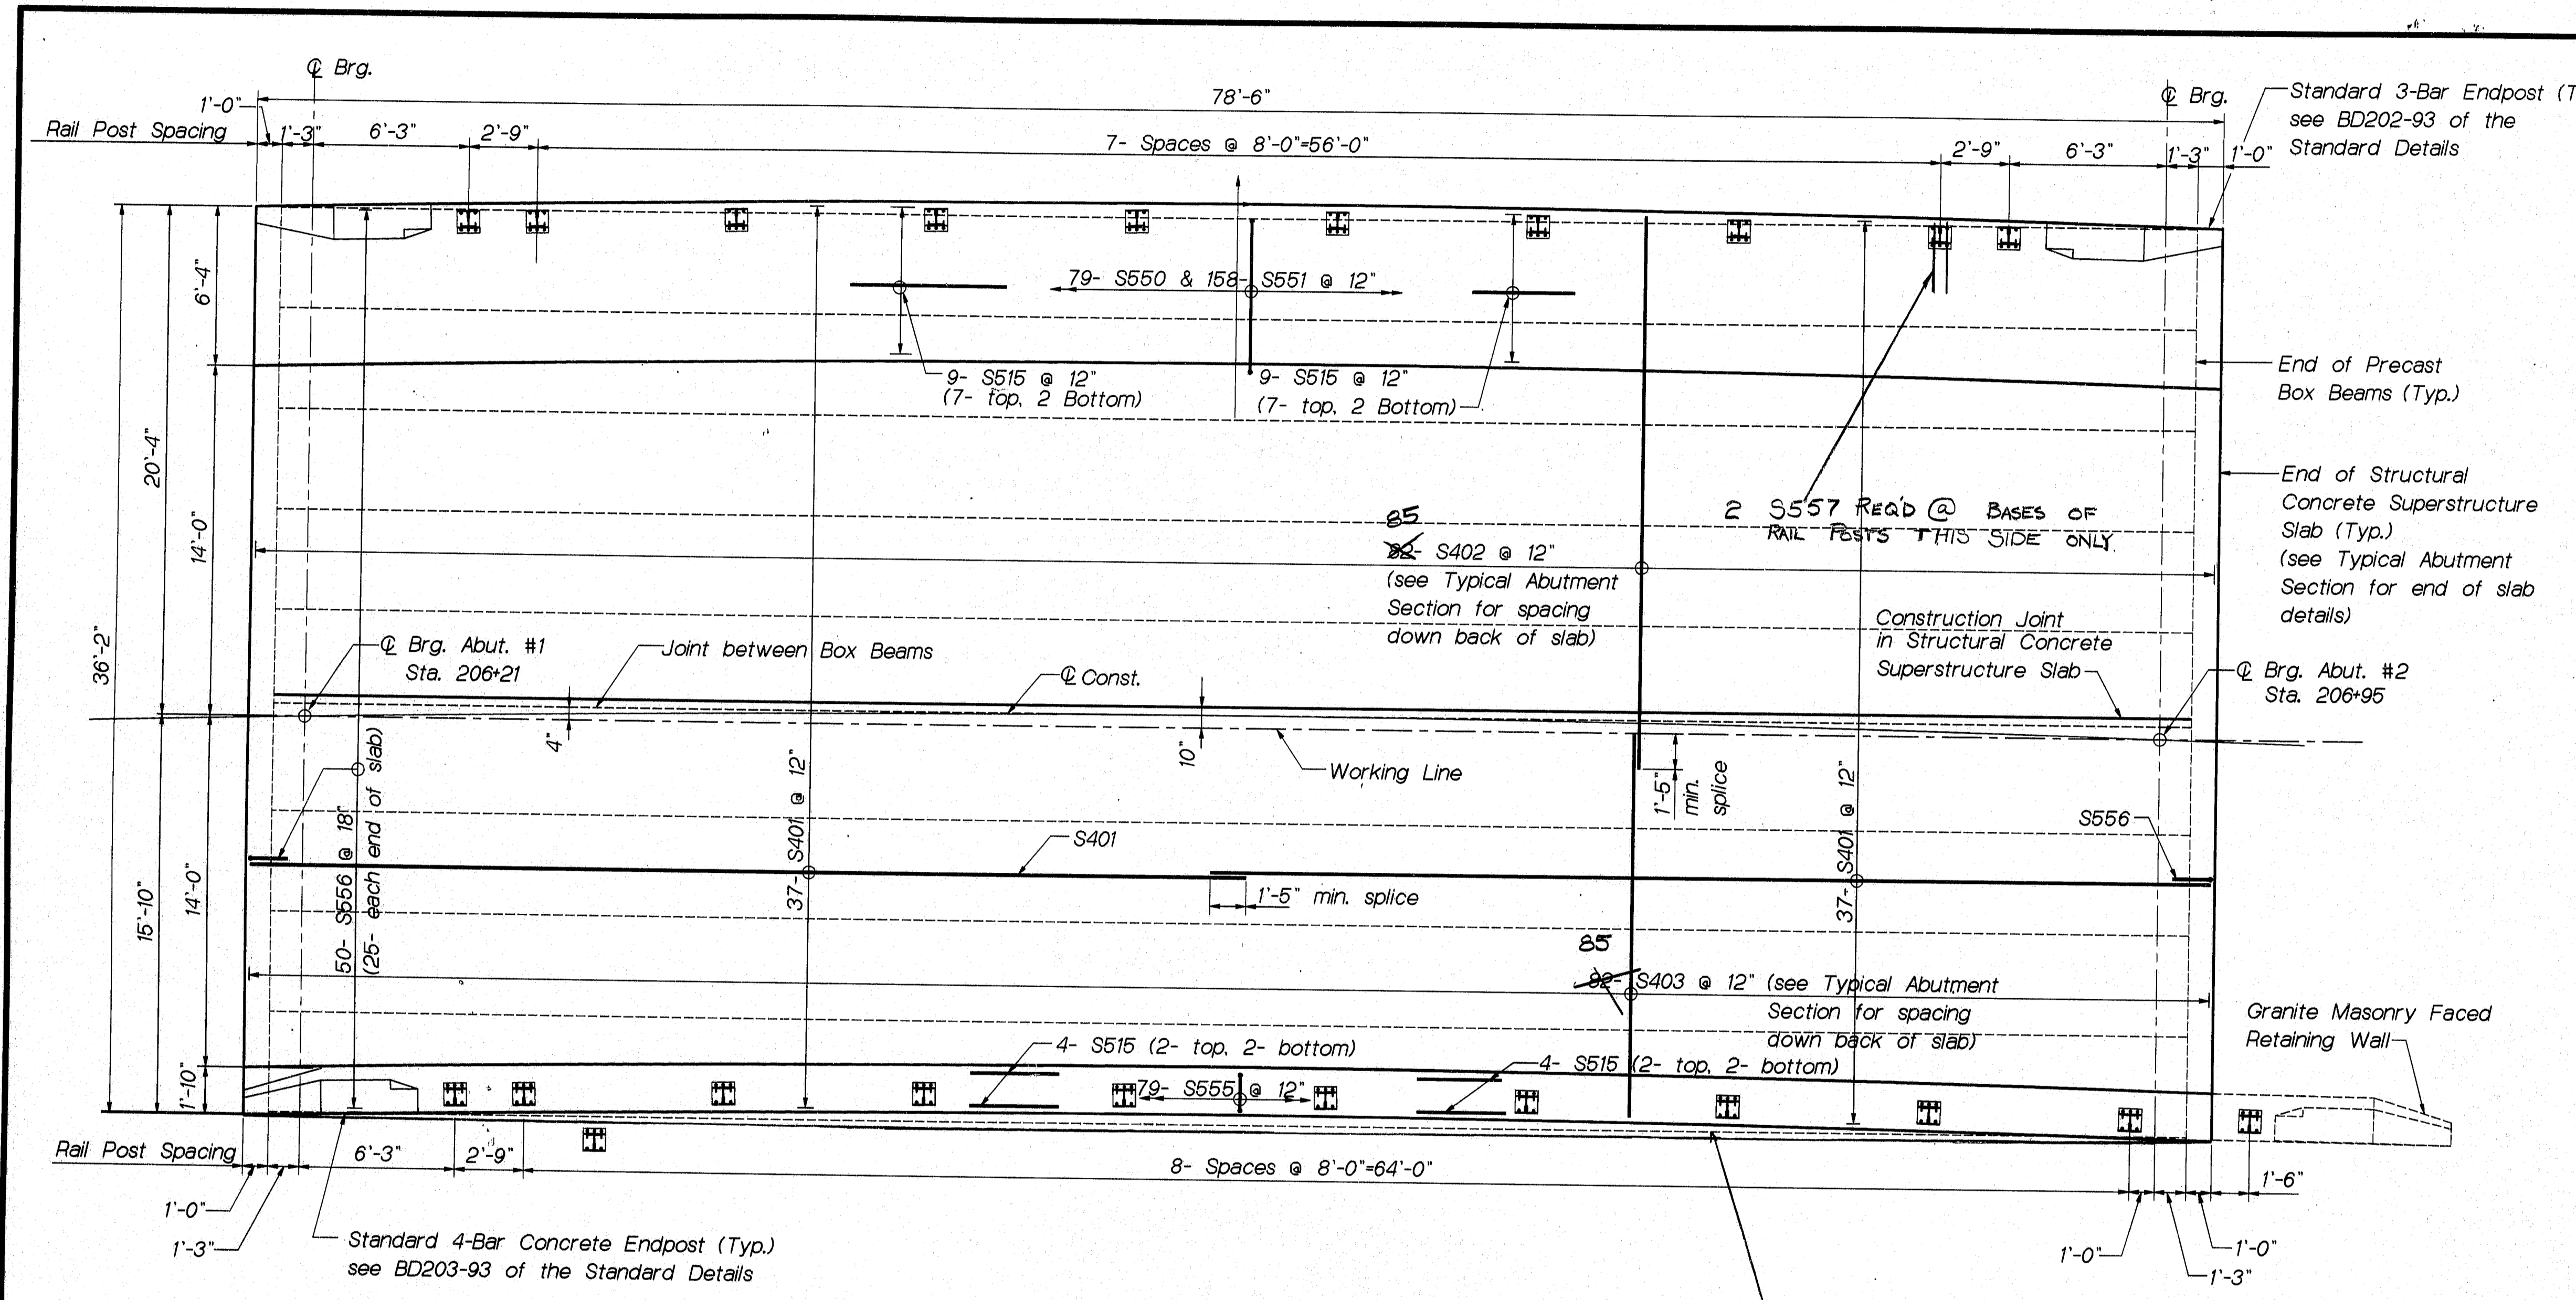 ℄ Brg.
78'-6"
℄ Brg.
Standard 3-Bar Endpost (T
see BD202-93 of the
Standard Details
1'-0"
Rail Post Spacing
1'-3"
6'-3"
2'-9"
7- Spaces @ 8'-0"=56'-0"
2'-9"
6'-3"
1'-3"
1'-0"
6'-4"
79- S550 & 158- S551 @ 12"
9- S515 @ 12"
(7- top, 2 Bottom)
9- S515 @ 12"
(7- top, 2 Bottom)
End of Precast
Box Beams (Typ.)
20'-4"
14'-0"
36'-2"
End of Structural
Concrete Superstructure
Slab (Typ.)
(see Typical Abutment
Section for end of slab
details)
85
82- S402 @ 12"
(see Typical Abutment
Section for spacing
down back of slab)
2 S557 REQ'D @ BASES OF
RAIL POSTS THIS SIDE ONLY.
Construction Joint
in Structural Concrete
Superstructure Slab
℄ Brg. Abut. #1
Sta. 206+21
Joint between Box Beams
℄ Const.
℄ Brg. Abut. #2
Sta. 206+95
4"
10"
Working Line
1'-5"
min.
splice
50- S556 @ 18"
(25- each end of slab)
37- S401 @ 12"
37- S401 @ 12"
S401
S556
1'-5" min. splice
15'-10"
14'-0"
85
82- S403 @ 12" (see Typical Abutment
Section for spacing
down back of slab)
Granite Masonry Faced
Retaining Wall
1'-10"
4- S515 (2- top, 2- bottom)
4- S515 (2- top, 2- bottom)
79- S555 @ 12"
Rail Post Spacing
6'-3"
2'-9"
8- Spaces @ 8'-0"=64'-0"
1'-6"
1'-0"
1'-3"
1'-0"
1'-0"
1'-3"
Standard 4-Bar Concrete Endpost (Typ.)
see BD203-93 of the Standard Details